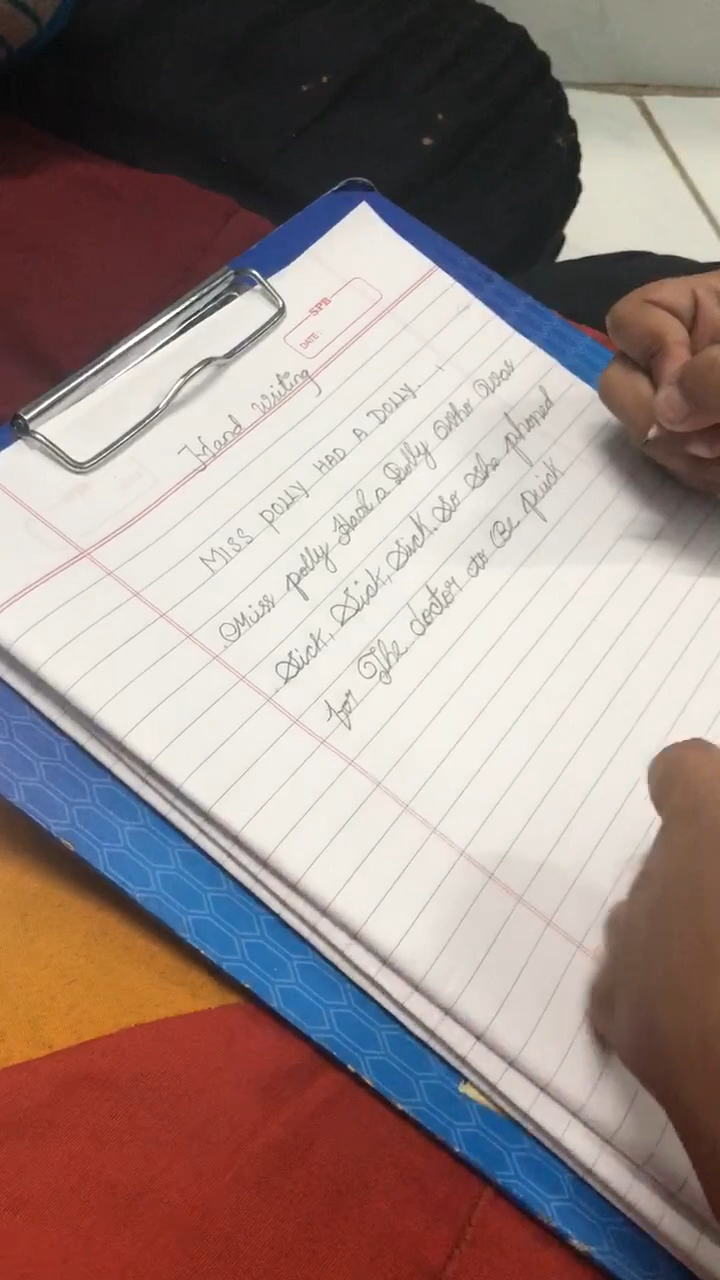 SPB
DATE:
Hand Writing
MISS POLLY HAD A DOLLY....
Miss polly Had a Dolly who was
Sick, Sick, Sick. So she phoned
for The doctor to Be quick